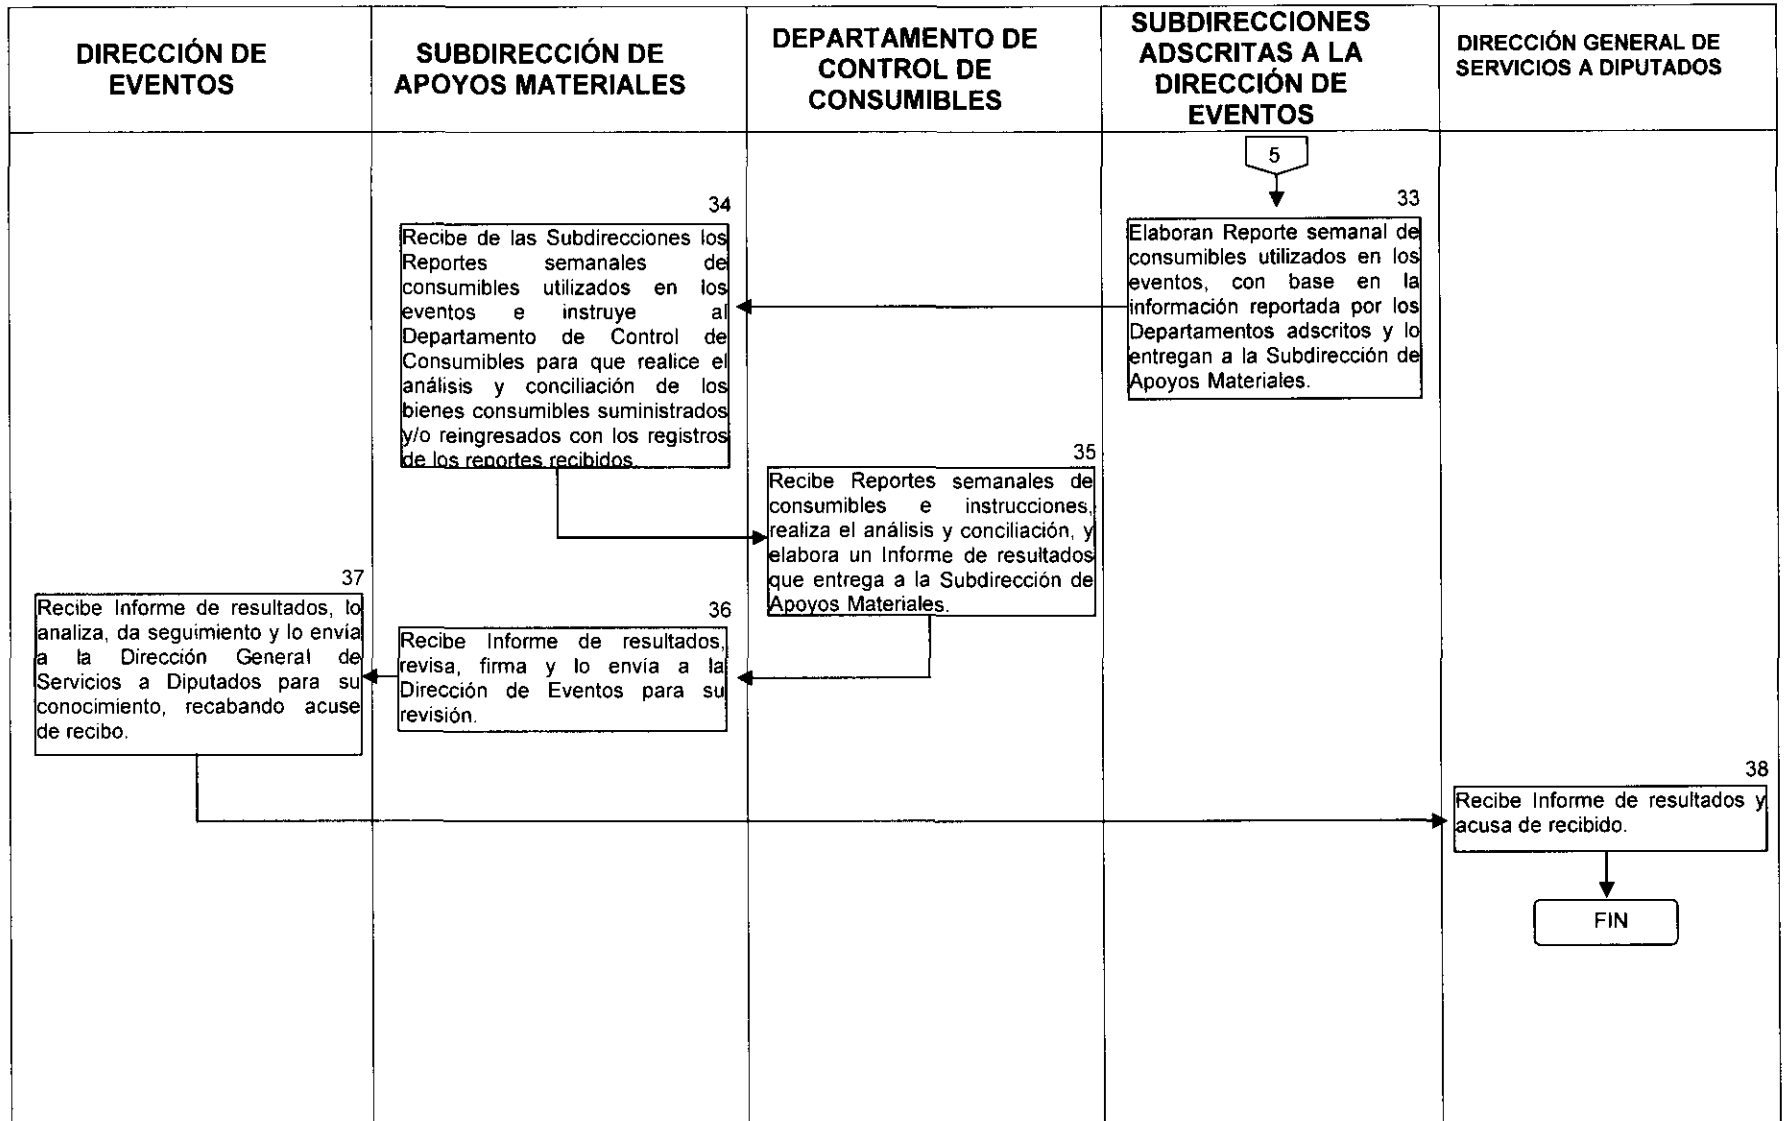 DIRECCIÓN DE
EVENTOS
SUBDIRECCIÓN DE
APOYOS MATERIALES
DEPARTAMENTO DE
CONTROL DE
CONSUMIBLES
SUBDIRECCIONES
ADSCRITAS A LA
DIRECCIÓN DE
EVENTOS
DIRECCIÓN GENERAL DE
SERVICIOS A DIPUTADOS
5
33
Elaboran Reporte semanal de
consumibles utilizados en los
eventos, con base en la
información reportada por los
Departamentos adscritos y lo
entregan a la Subdirección de
Apoyos Materiales.
34
Recibe de las Subdirecciones los
Reportes semanales de
consumibles utilizados en los
eventos e instruye al
Departamento de Control de
Consumibles para que realice el
análisis y conciliación de los
bienes consumibles suministrados
y/o reingresados con los registros
de los reportes recibidos
35
Recibe Reportes semanales de
consumibles e instrucciones,
realiza el análisis y conciliación, y
elabora un Informe de resultados
que entrega a la Subdirección de
Apoyos Materiales.
36
Recibe Informe de resultados,
revisa, firma y lo envía a la
Dirección de Eventos para su
revisión.
37
Recibe Informe de resultados, lo
analiza, da seguimiento y lo envía
a la Dirección General de
Servicios a Diputados para su
conocimiento, recabando acuse
de recibo.
38
Recibe Informe de resultados y
acusa de recibido.
FIN